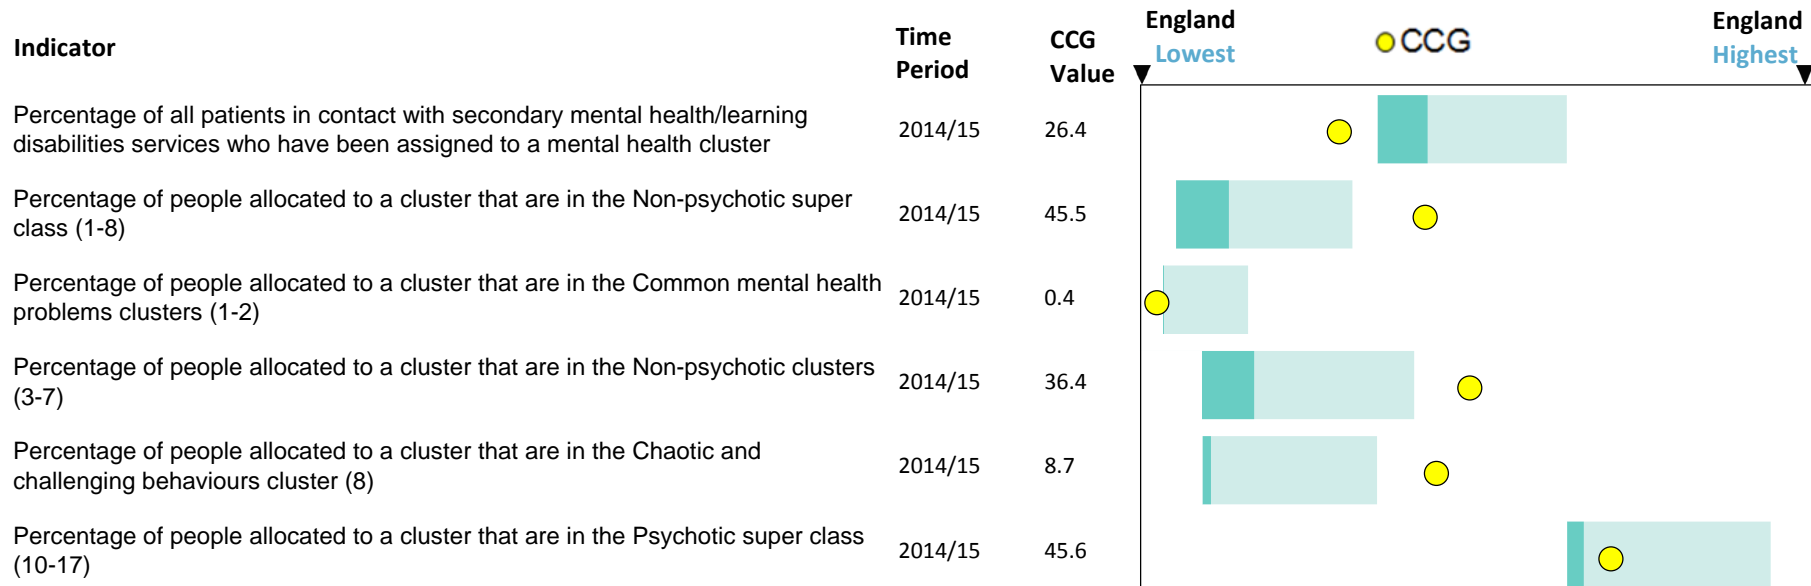 Indicator
Time
Period
CCG
Value
England
Lowest
CCG
England
Highest
Percentage of all patients in contact with secondary mental health/learning
disabilities services who have been assigned to a mental health cluster
2014/15
26.4
Percentage of people allocated to a cluster that are in the Non-psychotic super
class (1-8)
2014/15
45.5
Percentage of people allocated to a cluster that are in the Common mental health
problems clusters (1-2)
2014/15
0.4
Percentage of people allocated to a cluster that are in the Non-psychotic clusters
(3-7)
2014/15
36.4
Percentage of people allocated to a cluster that are in the Chaotic and
challenging behaviours cluster (8)
2014/15
8.7
Percentage of people allocated to a cluster that are in the Psychotic super class
(10-17)
2014/15
45.6